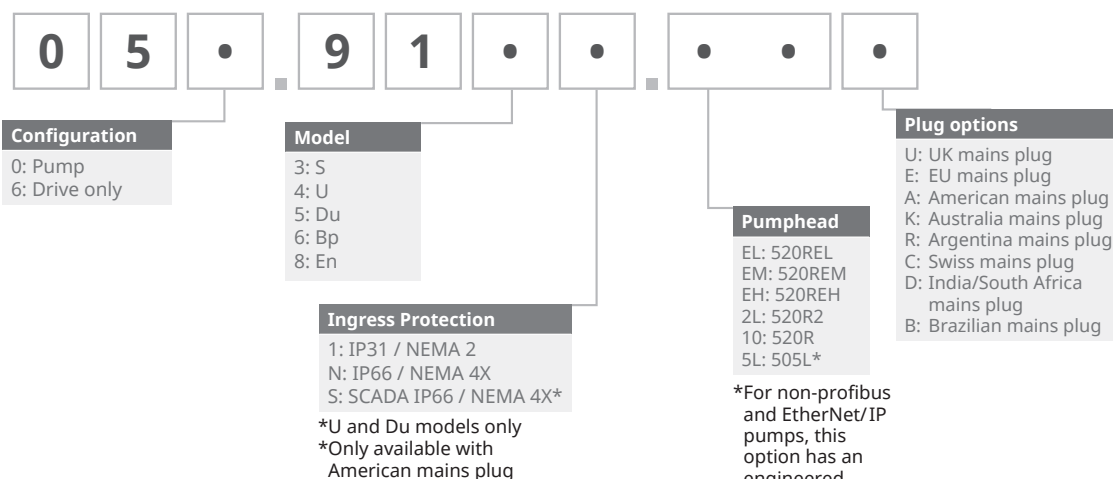 0 5 • . 9 1 • • . • • •
Configuration
0: Pump
6: Drive only
Model
3: S
4: U
5: Du
6: Bp
8: En
Ingress Protection
1: IP31 / NEMA 2
N: IP66 / NEMA 4X
S: SCADA IP66 / NEMA 4X*
*U and Du models only
*Only available with
American mains plug
Pumphead
EL: 520REL
EM: 520REM
EH: 520REH
2L: 520R2
10: 520R
5L: 505L*
*For non-profibus
and EtherNet/IP
pumps, this
option has an
engineered
Plug options
U: UK mains plug
E: EU mains plug
A: American mains plug
K: Australia mains plug
R: Argentina mains plug
C: Swiss mains plug
D: India/South Africa
mains plug
B: Brazilian mains plug